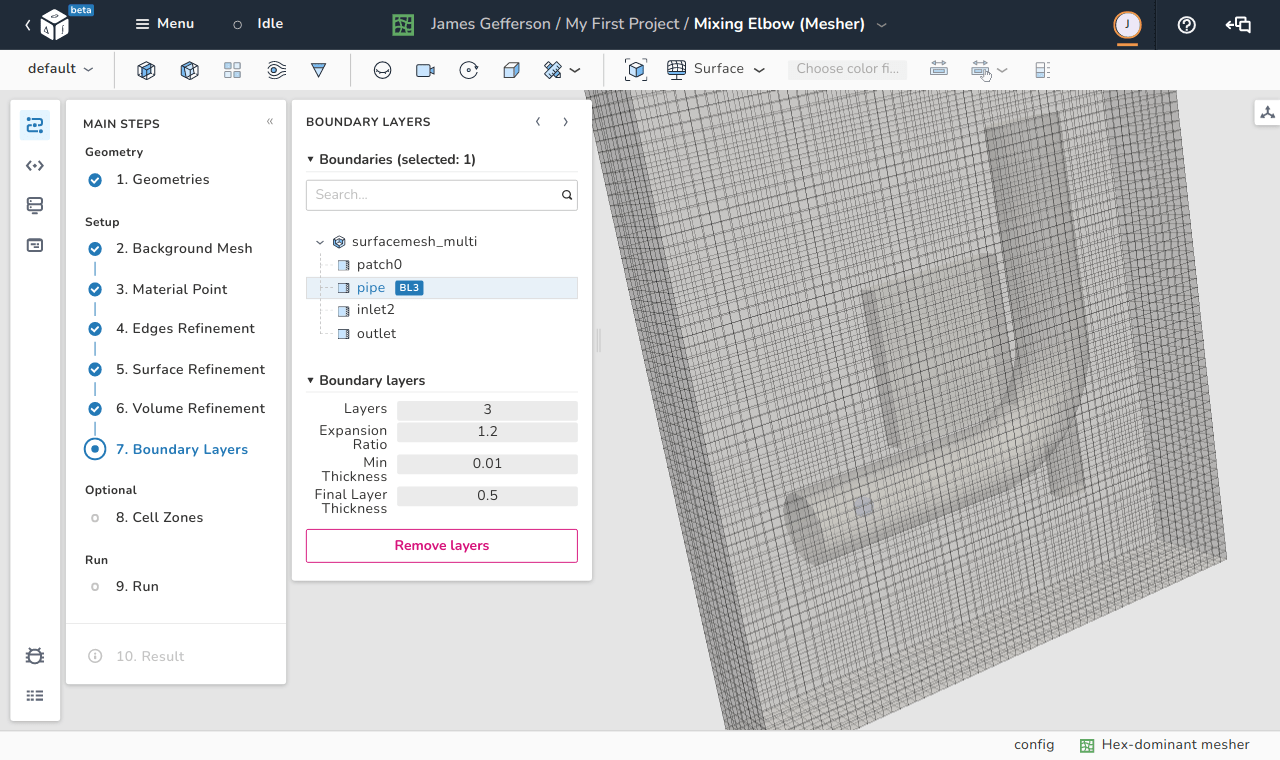 beta
Menu
Idle
James Gefferson / My First Project / Mixing Elbow (Mesher)
J
default
Surface
Choose color fi...
MAIN STEPS
Geometry
1. Geometries
Setup
2. Background Mesh
3. Material Point
4. Edges Refinement
5. Surface Refinement
6. Volume Refinement
7. Boundary Layers
Optional
8. Cell Zones
Run
9. Run
10. Result
BOUNDARY LAYERS
Boundaries (selected: 1)
Search...
surfacemesh_multi
patch0
pipe BL3
inlet2
outlet
Boundary layers
Layers 3
Expansion Ratio 1.2
Min Thickness 0.01
Final Layer Thickness 0.5
Remove layers
config
Hex-dominant mesher